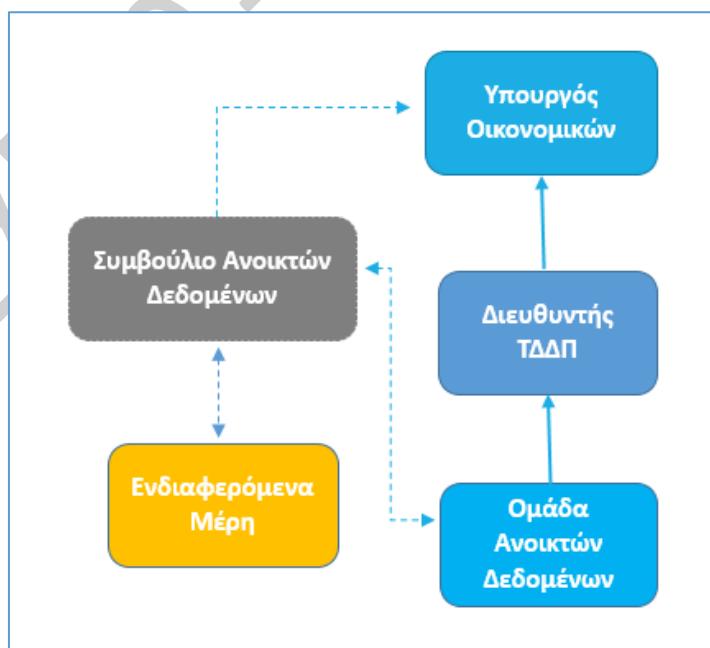 Υπουργός
Οικονομικών
Συμβούλιο Ανοικτών
Δεδομένων
Διευθυντής
ΤΔΔΠ
Ενδιαφερόμενα
Μέρη
Ομάδα
Ανοικτών
Δεδομένων